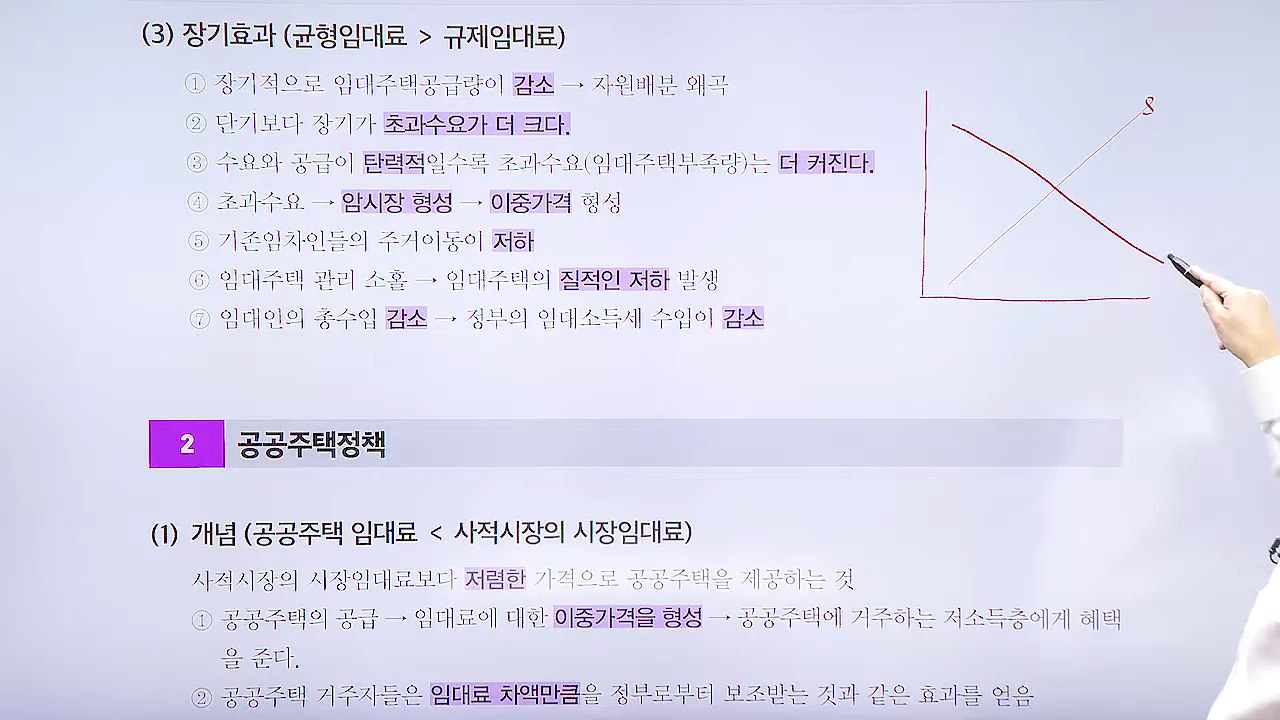 (3) 장기효과 (균형임대료 > 규제임대료)
① 장기적으로 임대주택공급량이 감소 → 자원배분 왜곡
② 단기보다 장기가 초과수요가 더 크다.
③ 수요와 공급이 탄력적일수록 초과수요(임대주택부족량)는 더 커진다.
④ 초과수요 → 암시장 형성 → 이중가격 형성
⑤ 기존임차인들의 주거이동이 저하
⑥ 임대주택 관리 소홀 → 임대주택의 질적인 저하 발생
⑦ 임대인의 총수입 감소 → 정부의 임대소득세 수입이 감소
S
2 공공주택정책
(1) 개념 (공공주택 임대료 < 사적시장의 시장임대료)
사적시장의 시장임대료보다 저렴한 가격으로 공공주택을 제공하는 것
① 공공주택의 공급 → 임대료에 대한 이중가격을 형성 → 공공주택에 거주하는 저소득층에게 혜택
을 준다.
② 공공주택 거주자들은 임대료 차액만큼을 정부로부터 보조받는 것과 같은 효과를 얻음